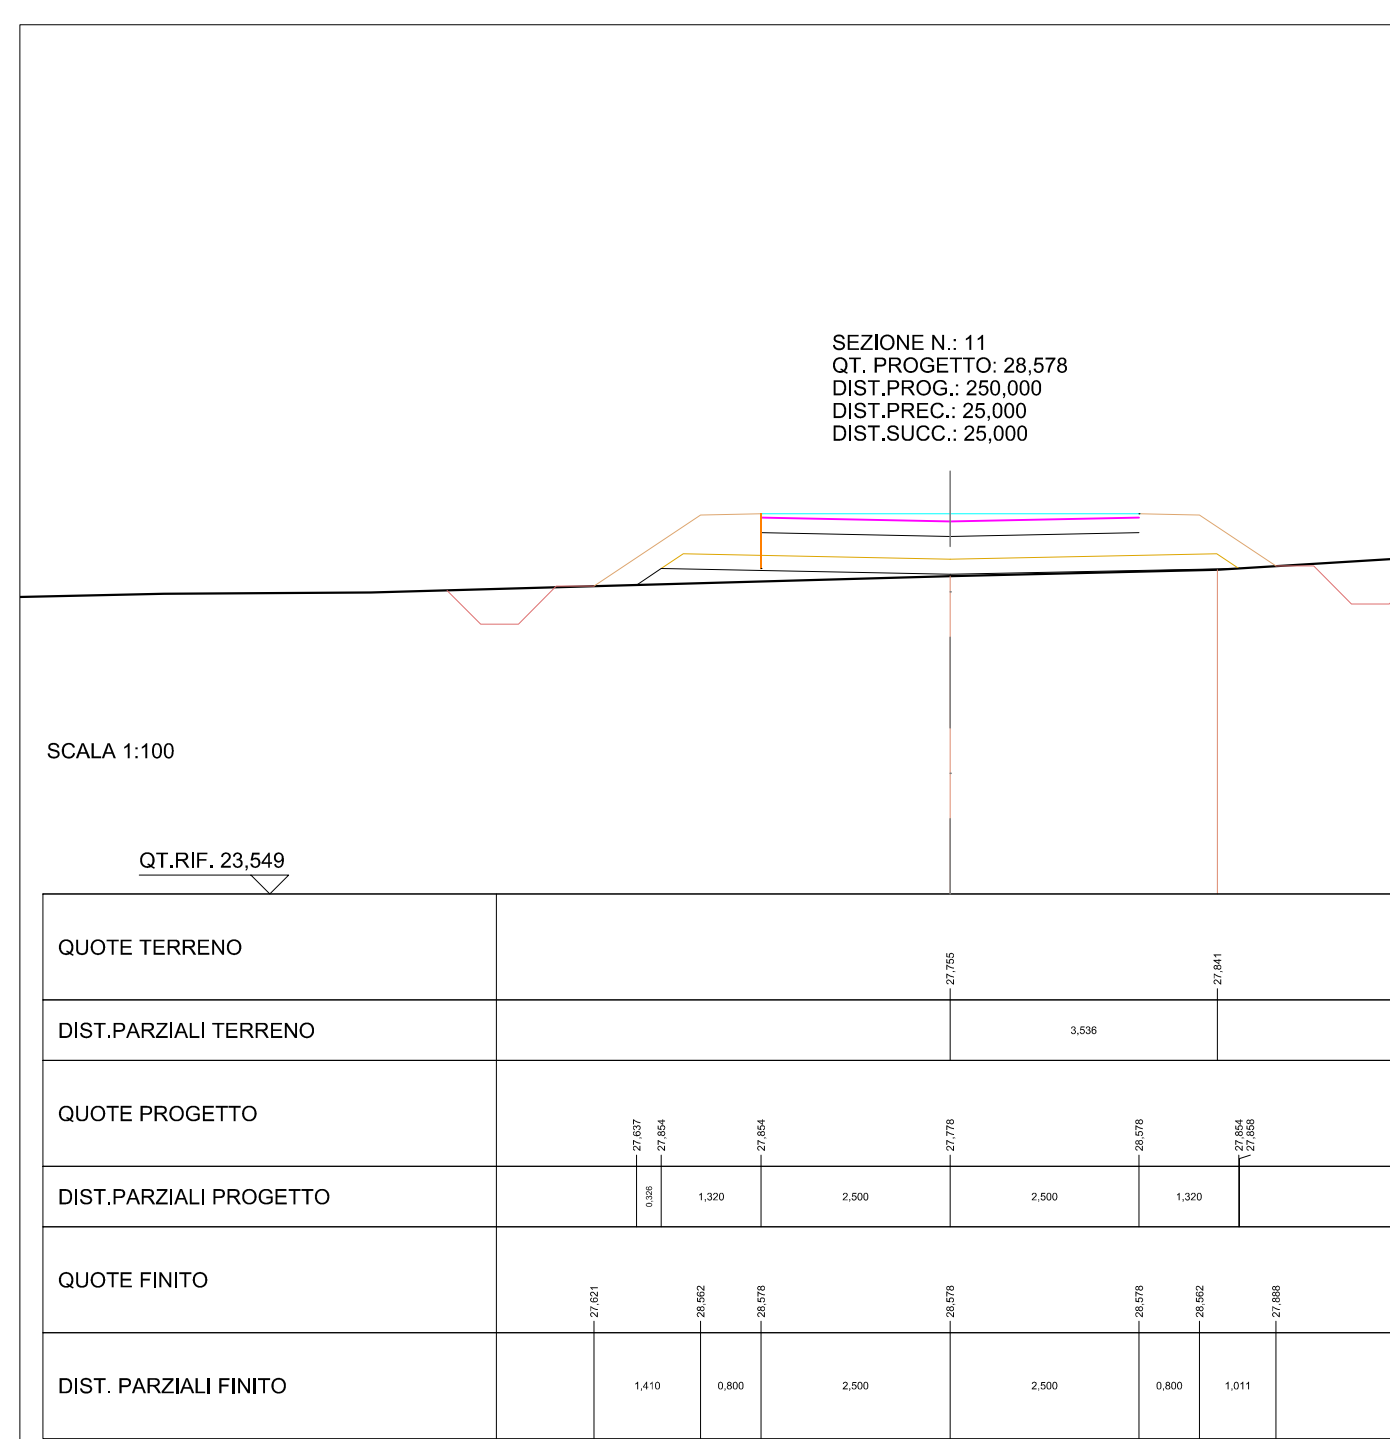 SEZIONE N.: 11
QT. PROGETTO: 28,578
DIST.PROG.: 250,000
DIST.PREC.: 25,000
DIST.SUCC.: 25,000
SCALA 1:100
QT.RIF. 23,549
QUOTE TERRENO
27,755 27,841
DIST.PARZIALI TERRENO
3,536
QUOTE PROGETTO
27,637 27,854 27,854 27,778 28,578 27,854 27,858
DIST.PARZIALI PROGETTO
0,326 1,320 2,500 2,500 1,320
QUOTE FINITO
27,621 28,562 28,578 28,578 28,578 28,562 27,888
DIST. PARZIALI FINITO
1,410 0,800 2,500 2,500 0,800 1,011